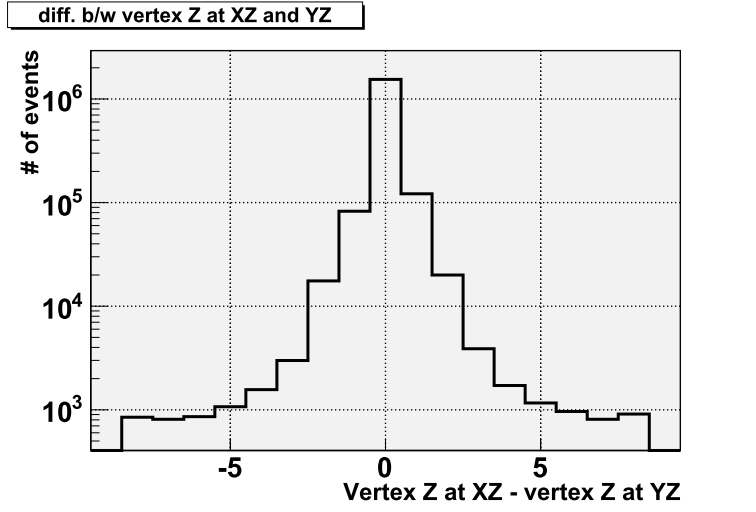 diff. b/w vertex Z at XZ and YZ
# of events
10⁶
10⁵
10⁴
10³
-5 0 5
Vertex Z at XZ - vertex Z at YZ